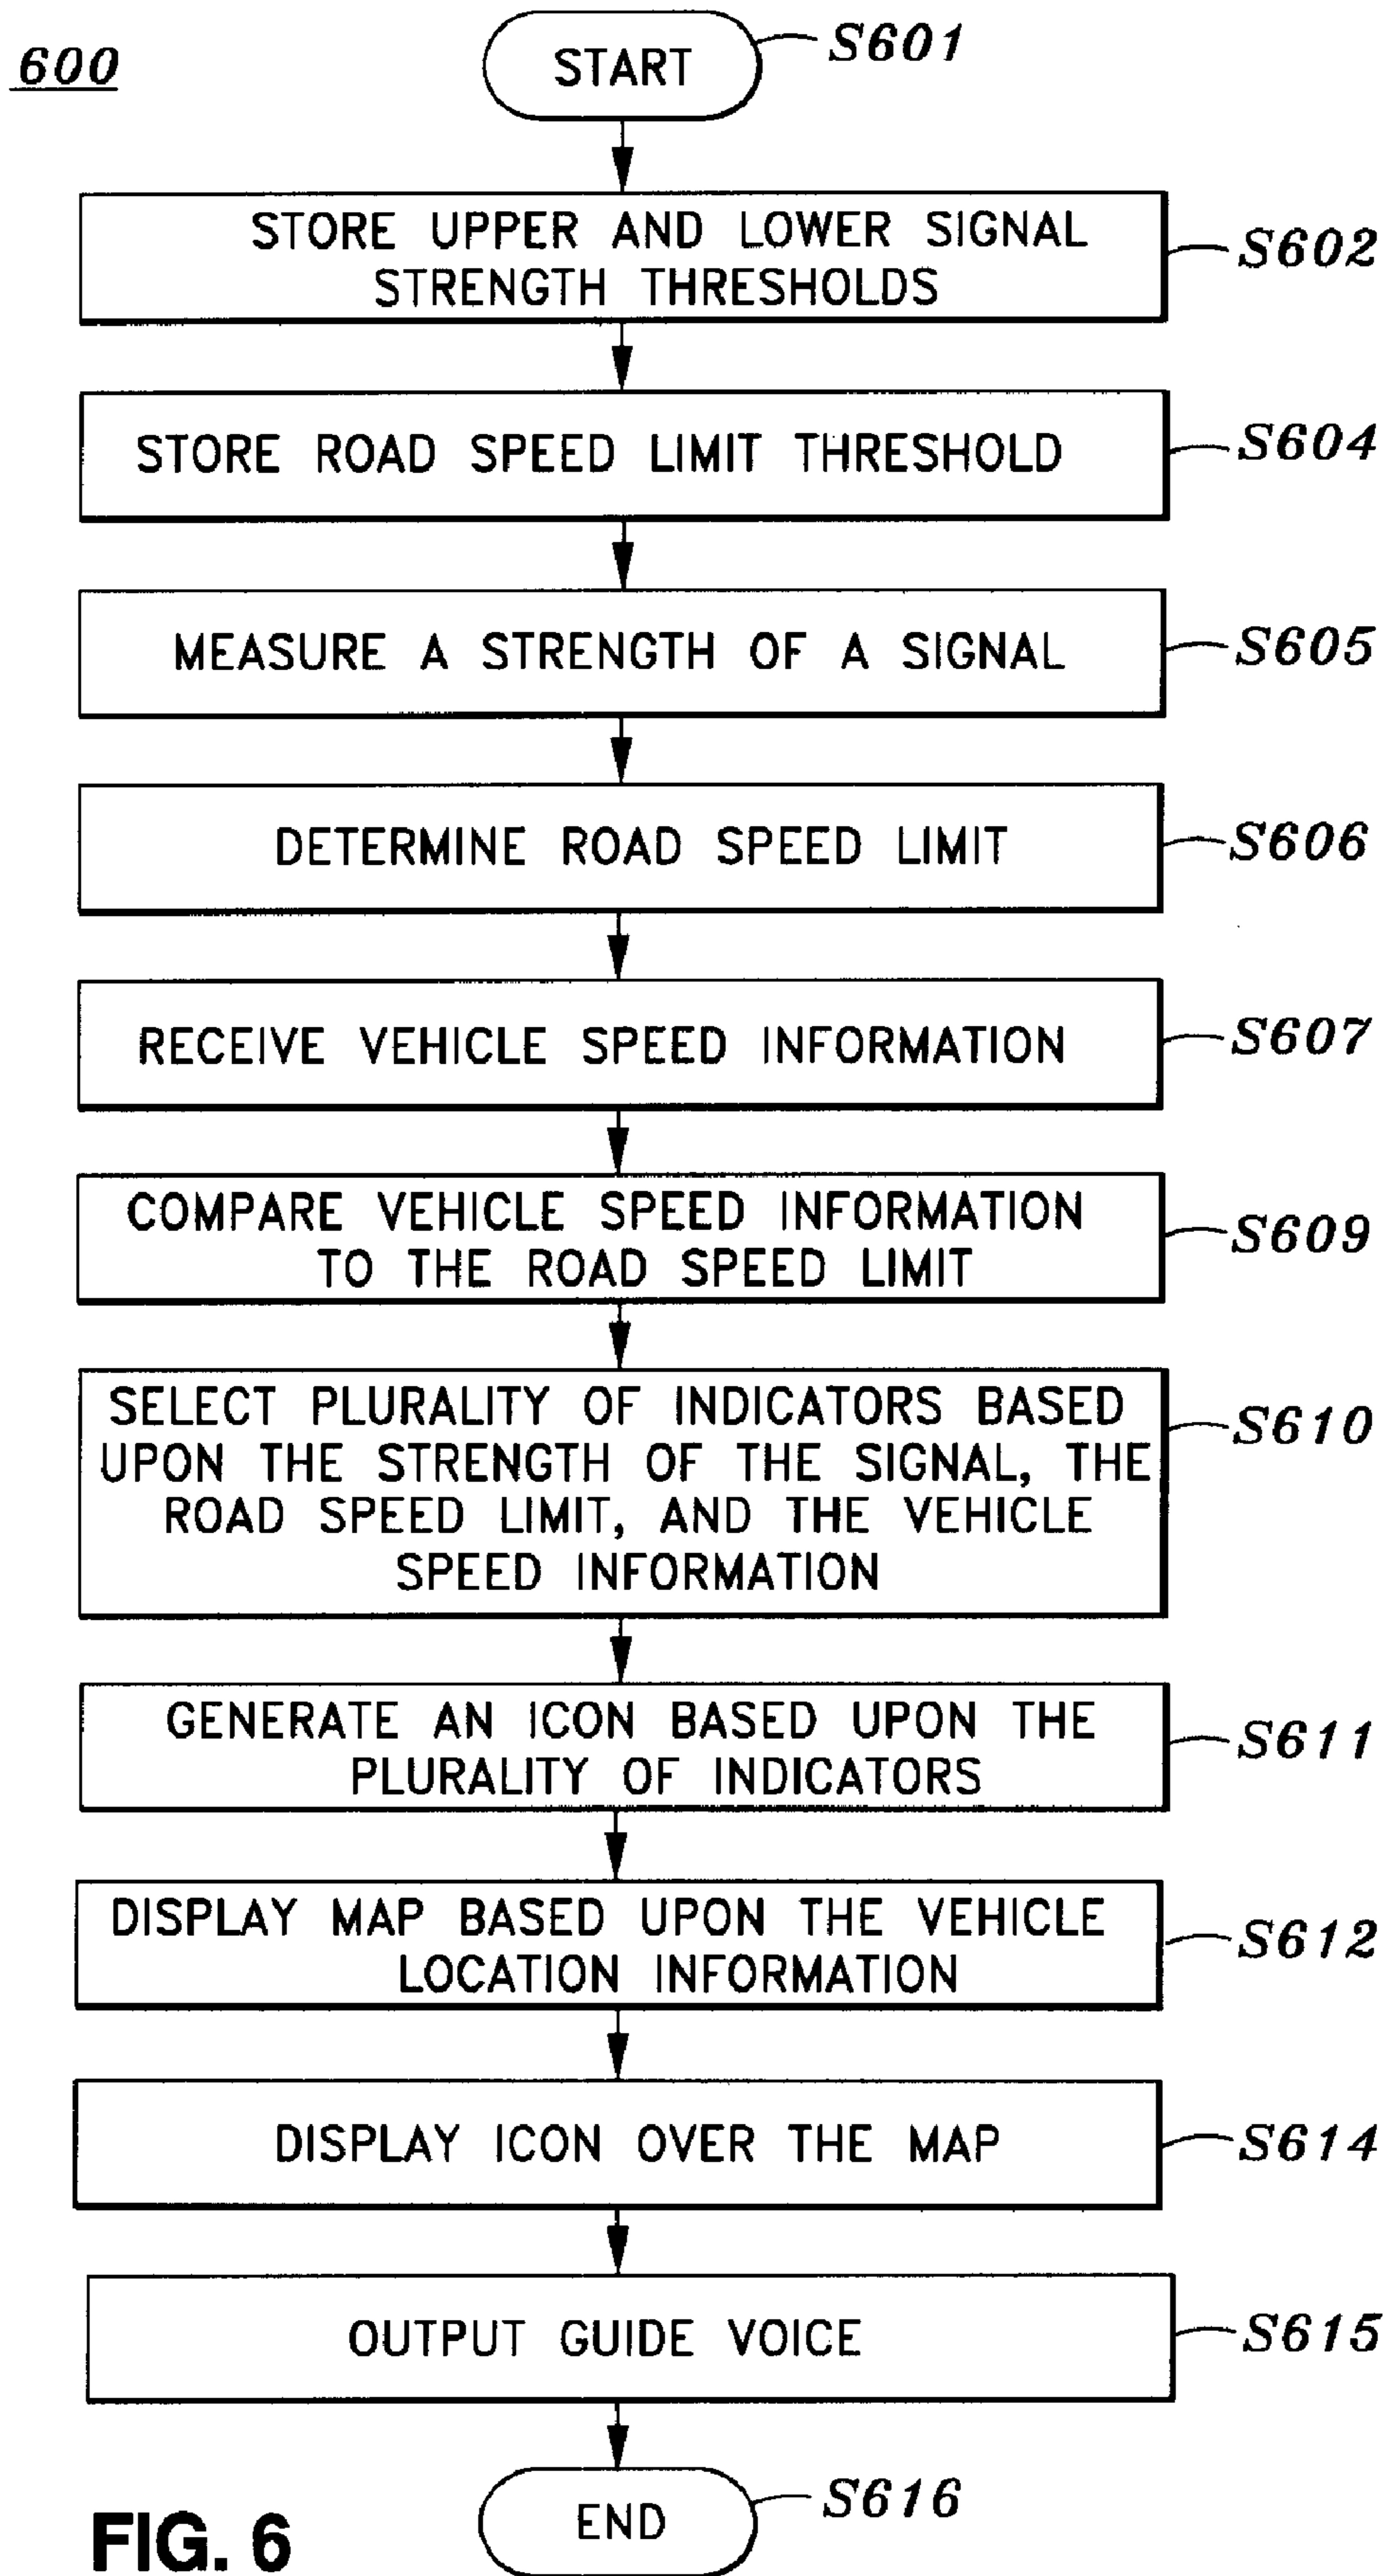 600
START
S601
STORE UPPER AND LOWER SIGNAL
STRENGTH THRESHOLDS
S602
STORE ROAD SPEED LIMIT THRESHOLD
S604
MEASURE A STRENGTH OF A SIGNAL
S605
DETERMINE ROAD SPEED LIMIT
S606
RECEIVE VEHICLE SPEED INFORMATION
S607
COMPARE VEHICLE SPEED INFORMATION
TO THE ROAD SPEED LIMIT
S609
SELECT PLURALITY OF INDICATORS BASED
UPON THE STRENGTH OF THE SIGNAL, THE
ROAD SPEED LIMIT, AND THE VEHICLE
SPEED INFORMATION
S610
GENERATE AN ICON BASED UPON THE
PLURALITY OF INDICATORS
S611
DISPLAY MAP BASED UPON THE VEHICLE
LOCATION INFORMATION
S612
DISPLAY ICON OVER THE MAP
S614
OUTPUT GUIDE VOICE
S615
END
S616
FIG. 6